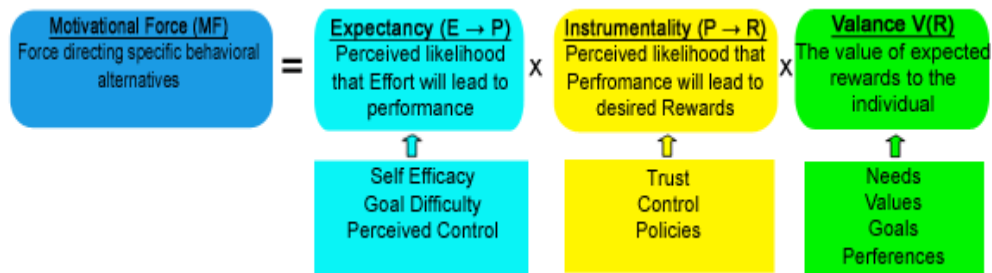 Motivational Force (MF)
Force directing specific behavioral
alternatives
=
Expectancy (E → P)
Perceived likelihood
that Effort will lead to
performance
x
Instrumentality (P → R)
Perceived likelihood that
Perfromance will lead to
desired Rewards
x
Valance V(R)
The value of expected
rewards to the
individual
Self Efficacy
Goal Difficulty
Perceived Control
Trust
Control
Policies
Needs
Values
Goals
Perferences